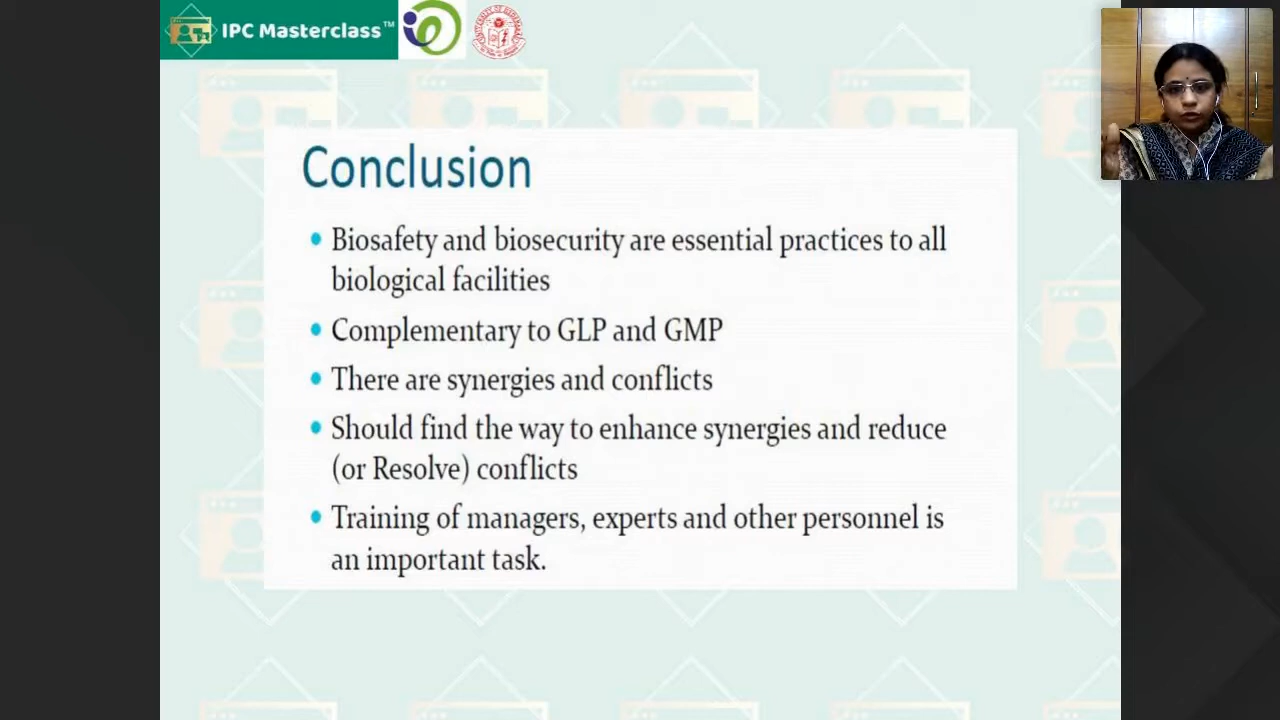 IPC Masterclass™
Conclusion
• Biosafety and biosecurity are essential practices to all
biological facilities
• Complementary to GLP and GMP
• There are synergies and conflicts
• Should find the way to enhance synergies and reduce
(or Resolve) conflicts
• Training of managers, experts and other personnel is
an important task.